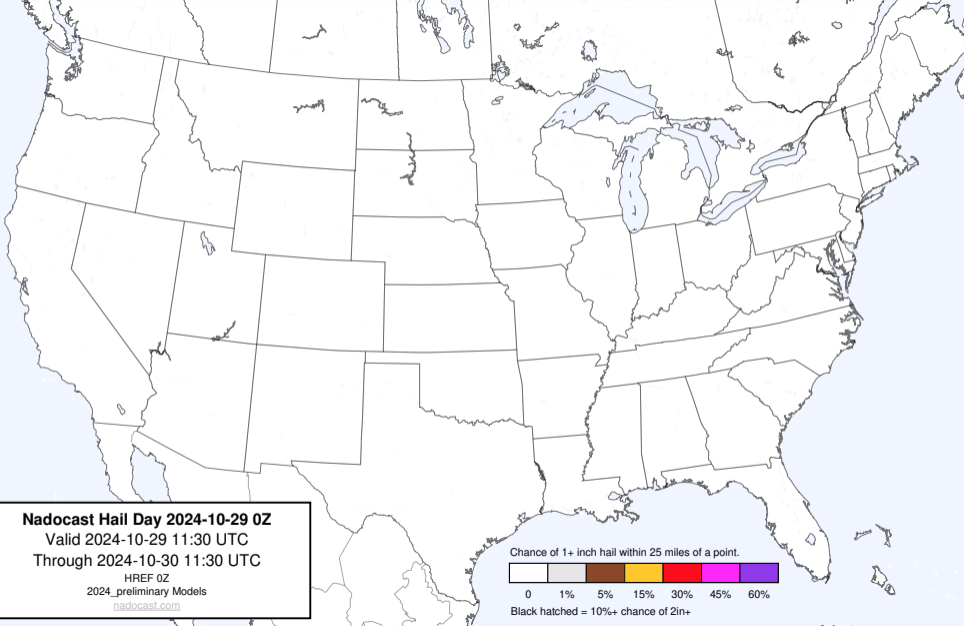 Nadocast Hail Day 2024-10-29 0Z
Valid 2024-10-29 11:30 UTC
Through 2024-10-30 11:30 UTC
HREF 0Z
2024_preliminary Models
nadocast.com
Chance of 1+ inch hail within 25 miles of a point.
0 1% 5% 15% 30% 45% 60%
Black hatched = 10%+ chance of 2in+